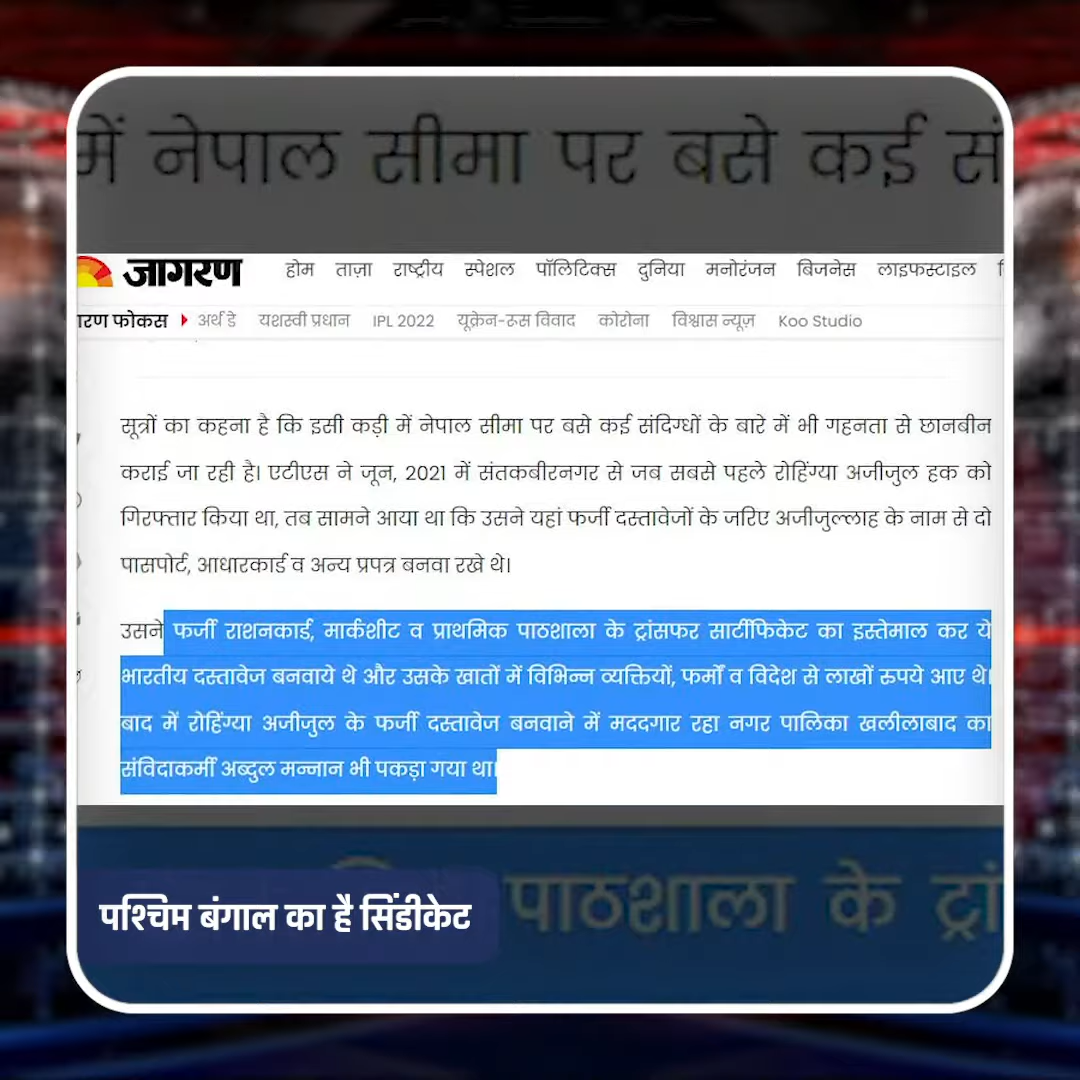 में नेपाल सीमा पर बसे कई सं
जागरण
होम ताज़ा राष्ट्रीय स्पेशल पॉलिटिक्स दुनिया मनोरंजन बिजनेस लाइफस्टाइल
रण फोकस अर्थ डे यशस्वी प्रधान IPL 2022 यूक्रेन-रूस विवाद कोरोना विश्वास न्यूज़ Koo Studio
सूत्रों का कहना है कि इसी कड़ी में नेपाल सीमा पर बसे कई संदिग्धों के बारे में भी गहनता से छानबीन
कराई जा रही है। एटीएस ने जून, 2021 में संतकबीरनगर से जब सबसे पहले रोहिंग्या अजीजुल हक को
गिरफ्तार किया था, तब सामने आया था कि उसने यहां फर्जी दस्तावेजों के जरिए अजीजुल्लाह के नाम से दो
पासपोर्ट, आधारकार्ड व अन्य प्रपत्र बनवा रखे थे।
उसने फर्जी राशनकार्ड, मार्कशीट व प्राथमिक पाठशाला के ट्रांसफर सार्टीफिकेट का इस्तेमाल कर ये
भारतीय दस्तावेज बनवाये थे और उसके खातों में विभिन्न व्यक्तियों, फर्मों व विदेश से लाखों रुपये आए थे।
बाद में रोहिंग्या अजीजुल के फर्जी दस्तावेज बनवाने में मददगार रहा नगर पालिका खलीलाबाद का
संविदाकर्मी अब्दुल मन्नान भी पकड़ा गया था।
पाठशाला के ट्रां
पश्चिम बंगाल का है सिंडीकेट